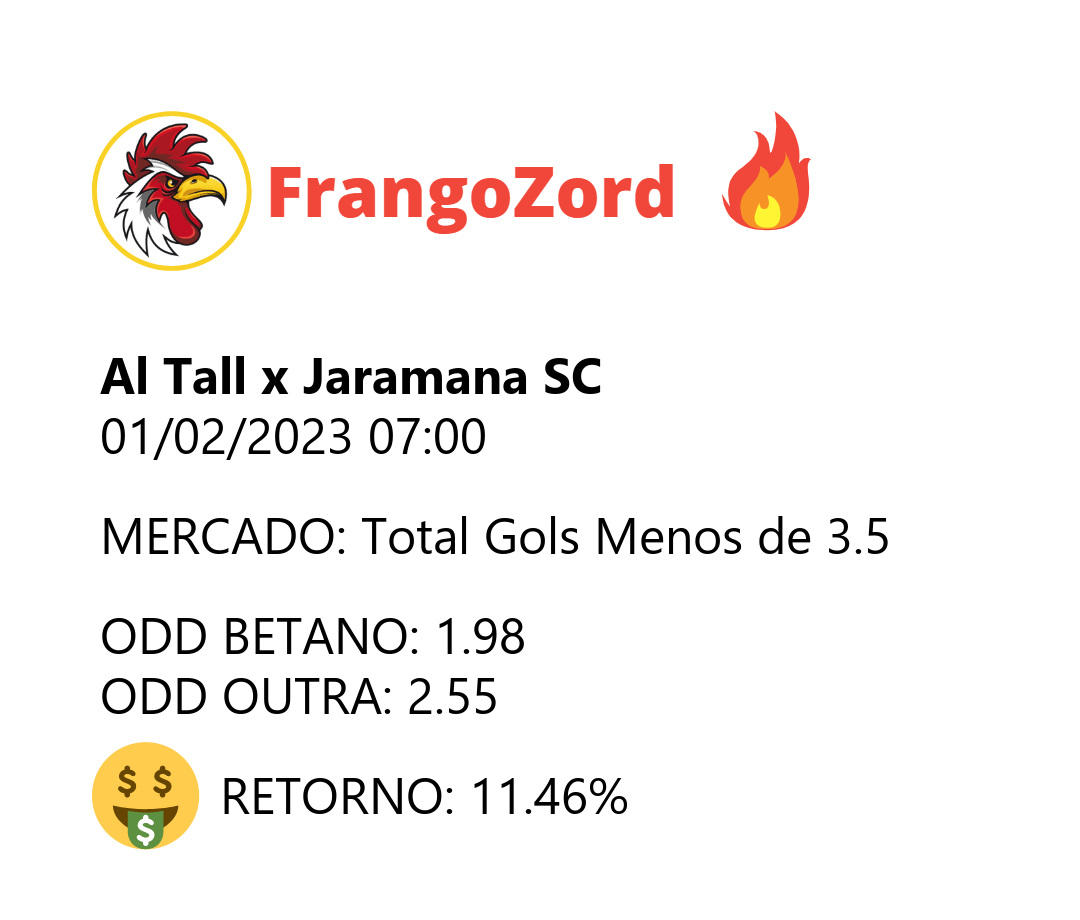 FrangoZord
Al Tall x Jaramana SC
01/02/2023 07:00
MERCADO: Total Gols Menos de 3.5
ODD BETANO: 1.98
ODD OUTRA: 2.55
$ $
$
RETORNO: 11.46%